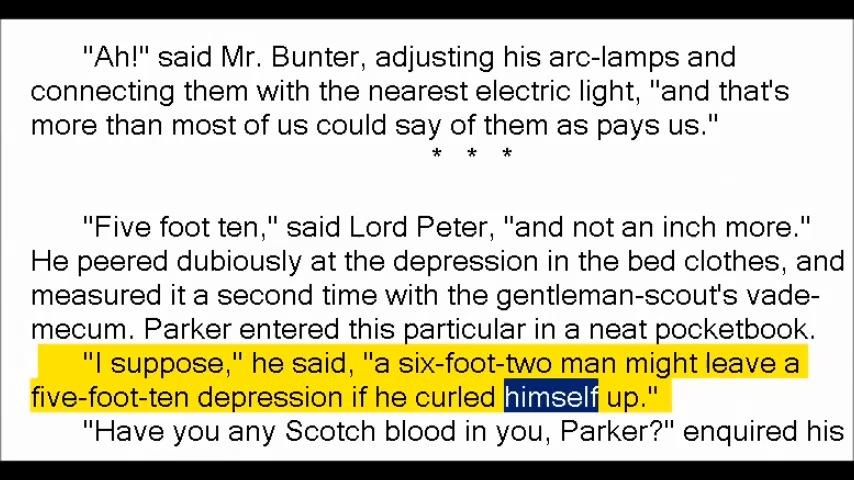 "Ah!" said Mr. Bunter, adjusting his arc-lamps and
connecting them with the nearest electric light, "and that's
more than most of us could say of them as pays us."
* * *
"Five foot ten," said Lord Peter, "and not an inch more."
He peered dubiously at the depression in the bed clothes, and
measured it a second time with the gentleman-scout's vade-
mecum. Parker entered this particular in a neat pocketbook.
"I suppose," he said, "a six-foot-two man might leave a
five-foot-ten depression if he curled himself up."
"Have you any Scotch blood in you, Parker?" enquired his